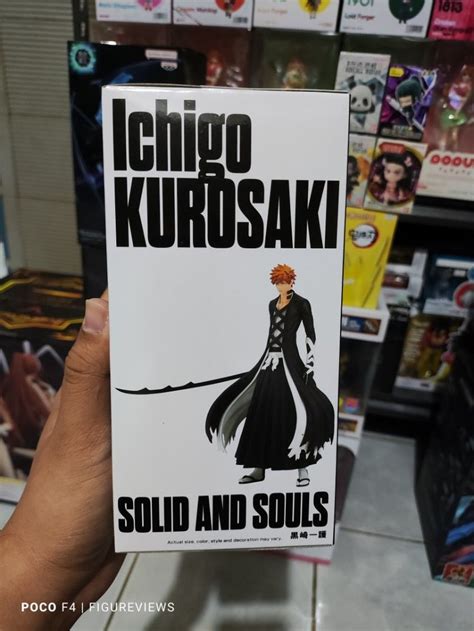 1813
Ichigo
KUROSAKI
SOLID AND SOULS
黒崎一護
Actual size, color, style and decoration may vary.
POCO F4 | FIGUREVIEWS